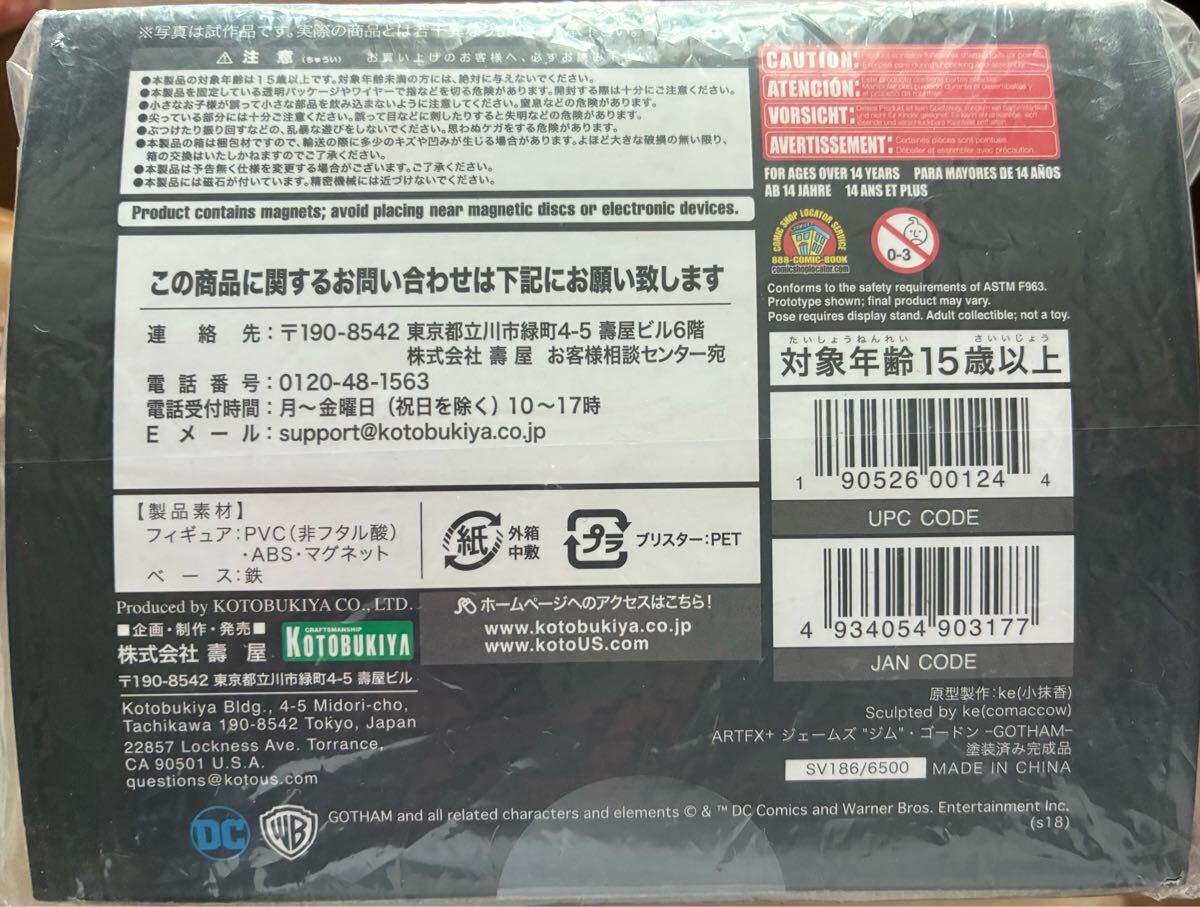 ※写真は試作品です。実際の商品とは若干異なり
⚠注意(ちゅうい) お買い上げのお客様へ、必ずお読み下さい
●本製品の対象年齢は15歳以上です。対象年齢未満の方には、絶対に与えないでください。
●本製品を固定している透明パッケージやワイヤーで指などを切る危険があります。開封する際は十分にご注意ください。
●小さなお子様が誤って小さな部品を飲み込まないように注意してください。窒息などの危険があります。
●尖っている部分には十分ご注意ください。誤って目などに刺したりすると失明などの危険があります。
●ぶつけたり振り回すなどの、乱暴な遊びをしないでください。思わぬケガをする危険があります。
●本製品の箱は梱包材ですので、輸送の際に多少のキズや凹みが生じる場合があります。よほど大きな破損の無い限り、
箱の交換はいたしかねますのでご了承ください。
●本製品は予告無く仕様を変更する場合がございます。ご了承ください。
●本製品には磁石が付いています。精密機械には近づけないでください。
Product contains magnets; avoid placing near magnetic discs or electronic devices.
この商品に関するお問い合わせは下記にお願い致します
連絡先:〒190-8542 東京都立川市緑町4-5 壽屋ビル6階
株式会社 壽屋 お客様相談センター宛
電話番号:0120-48-1563
電話受付時間:月〜金曜日(祝日を除く)10〜17時
Eメール:support@kotobukiya.co.jp
【製品素材】
フィギュア:PVC(非フタル酸)
・ABS・マグネット
ベース:鉄
紙 外箱
中敷
プラ ブリスター:PET
Produced by KOTOBUKIYA CO., LTD.
■企画・制作・発売■
株式会社 壽屋
CRAFTSMANSHIP
KOTOBUKIYA
〒190-8542 東京都立川市緑町4-5 壽屋ビル
Kotobukiya Bldg., 4-5 Midori-cho,
Tachikawa 190-8542 Tokyo, Japan
22857 Lockness Ave. Torrance,
CA 90501 U.S.A.
questions@kotous.com
ホームページへのアクセスはこちら!
www.kotobukiya.co.jp
www.kotoUS.com
CAUTION:
ATENCIÓN:
VORSICHT:
AVERTISSEMENT: Certaines pièces sont pointues.
Déballer et assembler avec précaution.
FOR AGES OVER 14 YEARS PARA MAYORES DE 14 AÑOS
AB 14 JAHRE 14 ANS ET PLUS
COMIC SHOP LOCATOR SERVICE
888-COMIC-BOOK
comicshoplocator.com
0-3
Conforms to the safety requirements of ASTM F963.
Prototype shown; final product may vary.
Pose requires display stand. Adult collectible; not a toy.
たいしょうねんれい さいいじょう
対象年齢15歳以上
1 90526 00124 4
UPC CODE
4 934054 903177
JAN CODE
原型製作:ke(小抹香)
Sculpted by ke(comaccow)
ARTFX+ ジェームズ "ジム"・ゴードン -GOTHAM-
塗装済み完成品
SV186/6500 MADE IN CHINA
DC WB GOTHAM and all related characters and elements © & ™ DC Comics and Warner Bros. Entertainment Inc.
(s18)